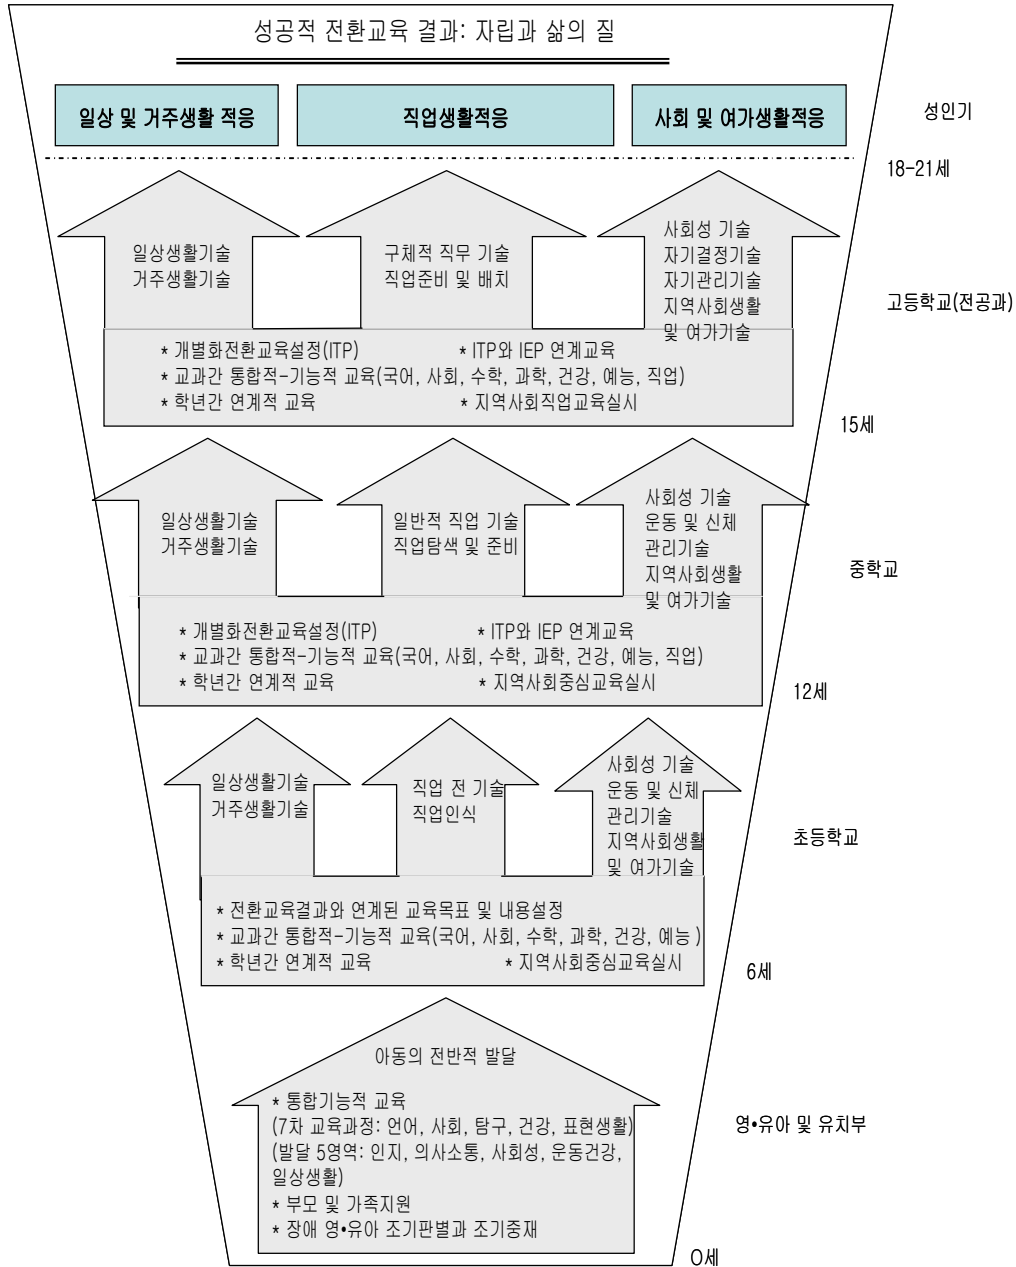 성공적 전환교육 결과: 자립과 삶의 질
일상 및 거주생활 적응
직업생활적응
사회 및 여가생활적응
성인기
18-21세
일상생활기술
거주생활기술
구체적 직무 기술
직업준비 및 배치
사회성 기술
자기결정기술
자기관리기술
지역사회생활
및 여가기술
고등학교(전공과)
* 개별화전환교육설정(ITP) * ITP와 IEP 연계교육
* 교과간 통합적-기능적 교육(국어, 사회, 수학, 과학, 건강, 예능, 직업)
* 학년간 연계적 교육 * 지역사회직업교육실시
15세
일상생활기술
거주생활기술
일반적 직업 기술
직업탐색 및 준비
사회성 기술
운동 및 신체
관리기술
지역사회생활
및 여가기술
중학교
* 개별화전환교육설정(ITP) * ITP와 IEP 연계교육
* 교과간 통합적-기능적 교육(국어, 사회, 수학, 과학, 건강, 예능, 직업)
* 학년간 연계적 교육 * 지역사회중심교육실시
12세
일상생활기술
거주생활기술
직업 전 기술
직업인식
사회성 기술
운동 및 신체
관리기술
지역사회생활
및 여가기술
초등학교
* 전환교육결과와 연계된 교육목표 및 내용설정
* 교과간 통합적-기능적 교육(국어, 사회, 수학, 과학, 건강, 예능 )
* 학년간 연계적 교육 * 지역사회중심교육실시
6세
아동의 전반적 발달
* 통합기능적 교육
(7차 교육과정: 언어, 사회, 탐구, 건강, 표현생활)
(발달 5영역: 인지, 의사소통, 사회성, 운동건강,
일상생활)
* 부모 및 가족지원
* 장애 영•유아 조기판별과 조기중재
영•유아 및 유치부
0세